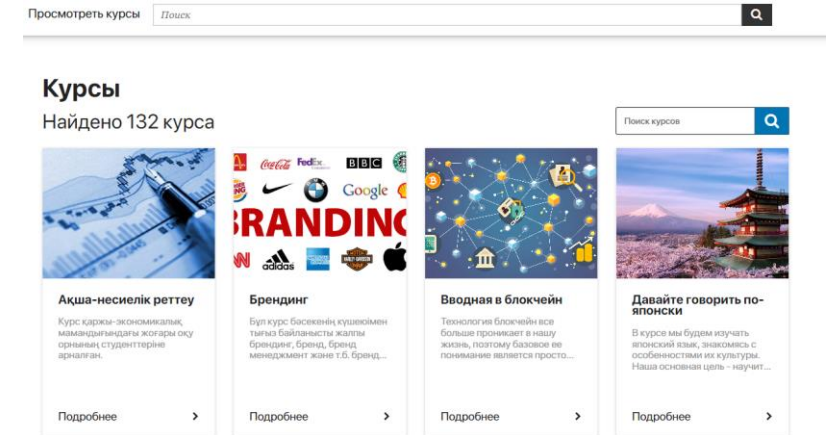 Просмотреть курсы Поиск
Курсы
Найдено 132 курса
Поиск курсов
Coca-Cola FedEx BBC
Google
BRANDING
adidas
Ақша-несиелік реттеу
Курс қаржы-экономикалық
мамандығындағы жоғары оқу
орнының студенттеріне
арналған.
Подробнее
Брендинг
Бұл курс бәсекенің күшеюімен
тығыз байланысты жалпы
брендинг, бренд, бренд
менеджмент және т.б. бренд...
Подробнее
Вводная в блокчейн
Технология блокчейн все
больше проникает в нашу
жизнь, поэтому базовое ее
понимание является просто...
Подробнее
Давайте говорить по-
японски
В курсе мы будем изучать
японский язык, знакомясь с
особенностями их культуры.
Наша основная цель - научит...
Подробнее